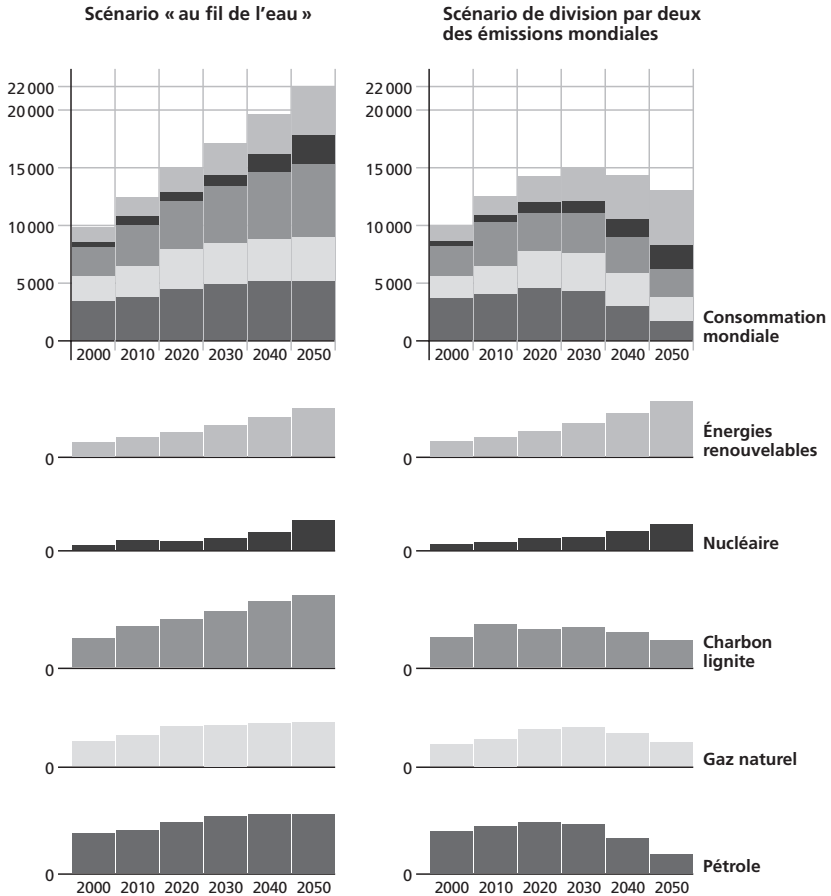 Scénario « au fil de l’eau »
Scénario de division par deux
des émissions mondiales
22 000
20 000
15 000
10 000
5 000
0
2000 2010 2020 2030 2040 2050
22 000
20 000
15 000
10 000
5 000
0
2000 2010 2020 2030 2040 2050
Consommation
mondiale
0
0
Énergies
renouvelables
0
0
Nucléaire
0
0
Charbon
lignite
0
0
Gaz naturel
0
0
Pétrole
2000 2010 2020 2030 2040 2050
2000 2010 2020 2030 2040 2050